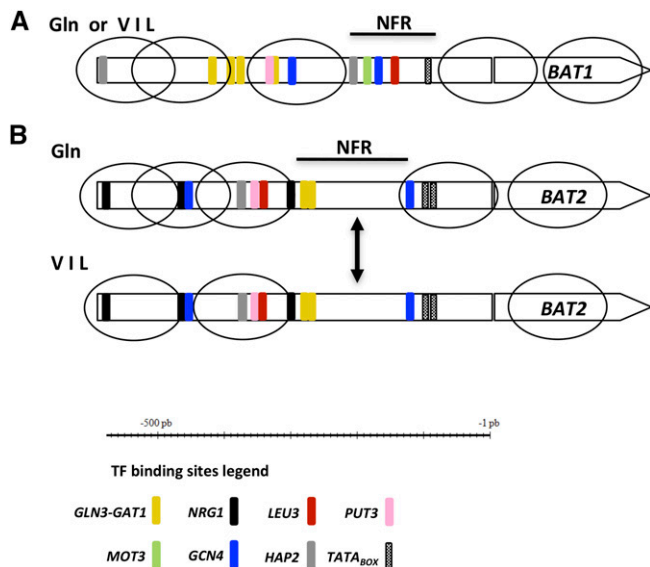 A Gln or V I L
NFR
BAT1
B
Gln
NFR
BAT2
V I L
BAT2
-500 pb -1 pb
TF binding sites legend
GLN3-GAT1 NRG1 LEU3 PUT3
MOT3 GCN4 HAP2 TATABOX